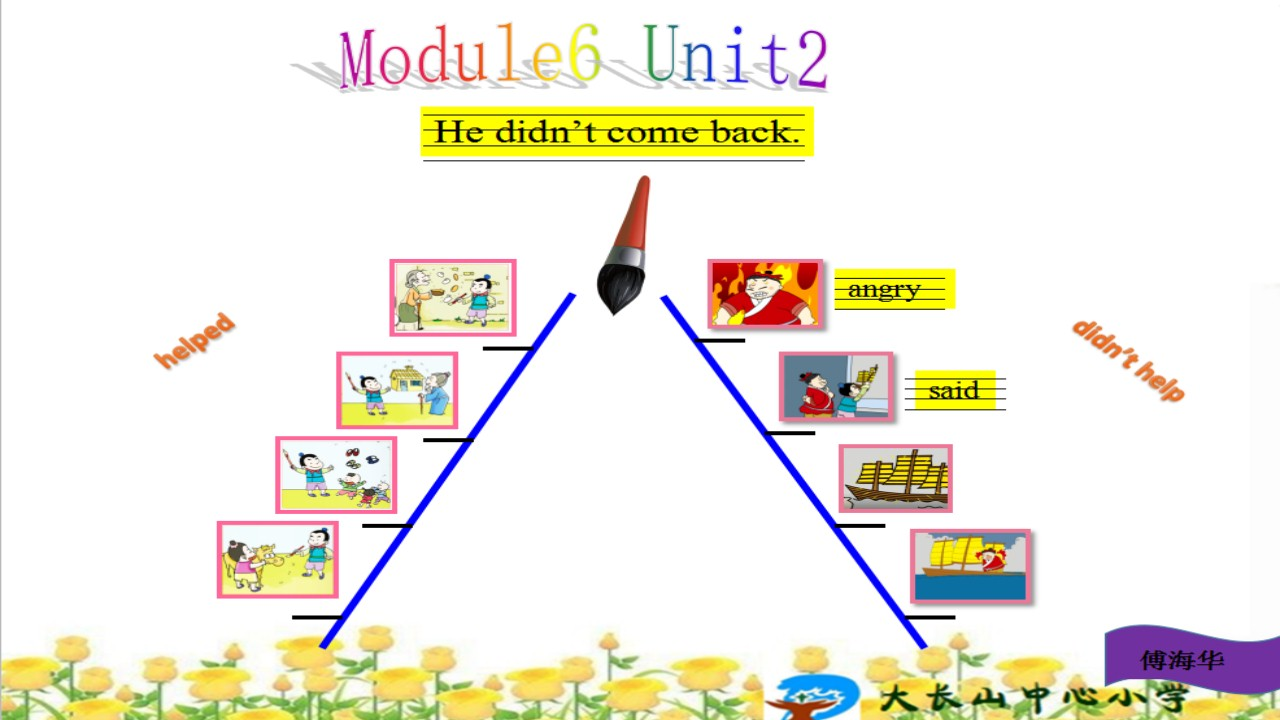 Module6 Unit2
He didn't come back.
helped
didn't help
angry
said
傅海华
大长山中心小学